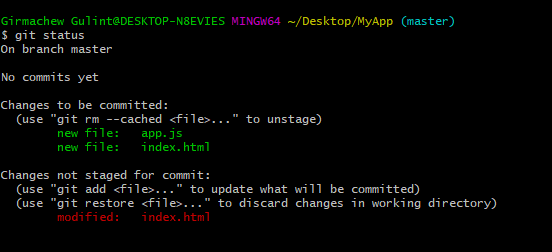 Girmachew Gulint@DESKTOP-N8EVIES MINGW64 ~/Desktop/MyApp (master)
$ git status
On branch master
No commits yet
Changes to be committed:
(use "git rm --cached <file>..." to unstage)
new file: app.js
new file: index.html
Changes not staged for commit:
(use "git add <file>..." to update what will be committed)
(use "git restore <file>..." to discard changes in working directory)
modified: index.html